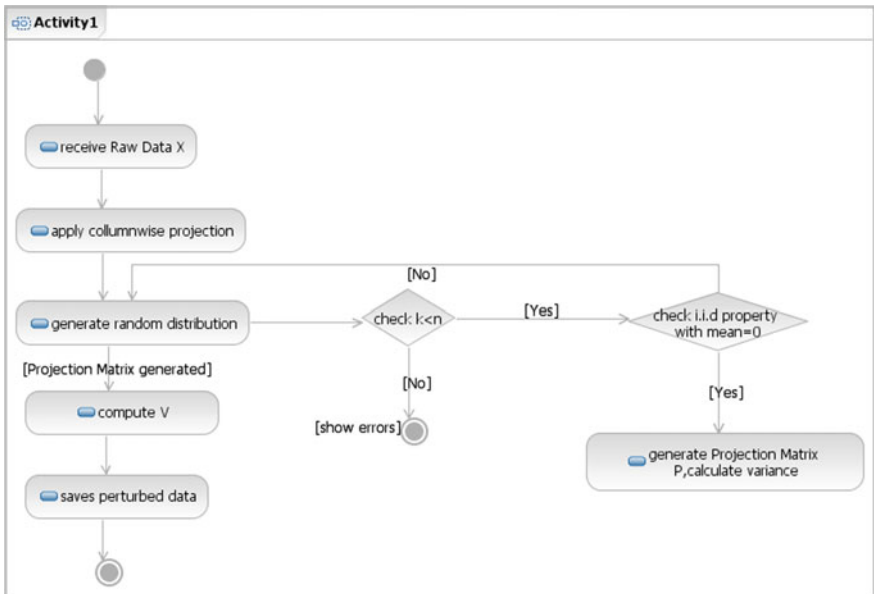 Activity1
receive Raw Data X
apply collumnwise projection
[No]
generate random distribution
check k<n
[Yes]
check i.i.d property
with mean=0
[Projection Matrix generated]
[No]
[Yes]
compute V
[show errors]
generate Projection Matrix
P,calculate variance
saves perturbed data